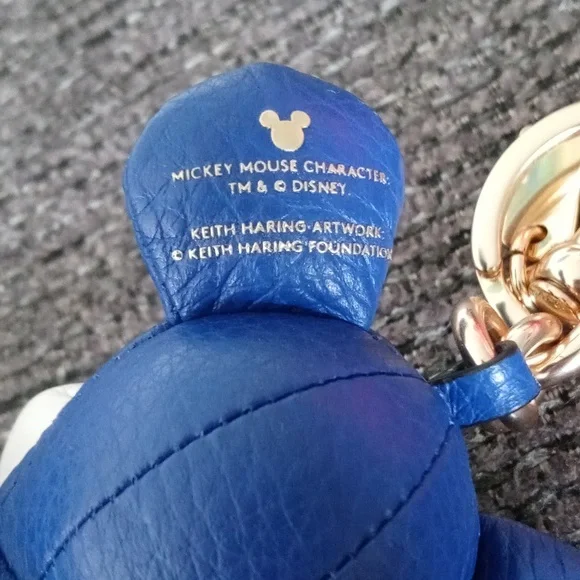 MICKEY MOUSE CHARACTER:
TM & © DISNEY.
KEITH HARING ARTWORK:
© KEITH HARING FOUNDATION